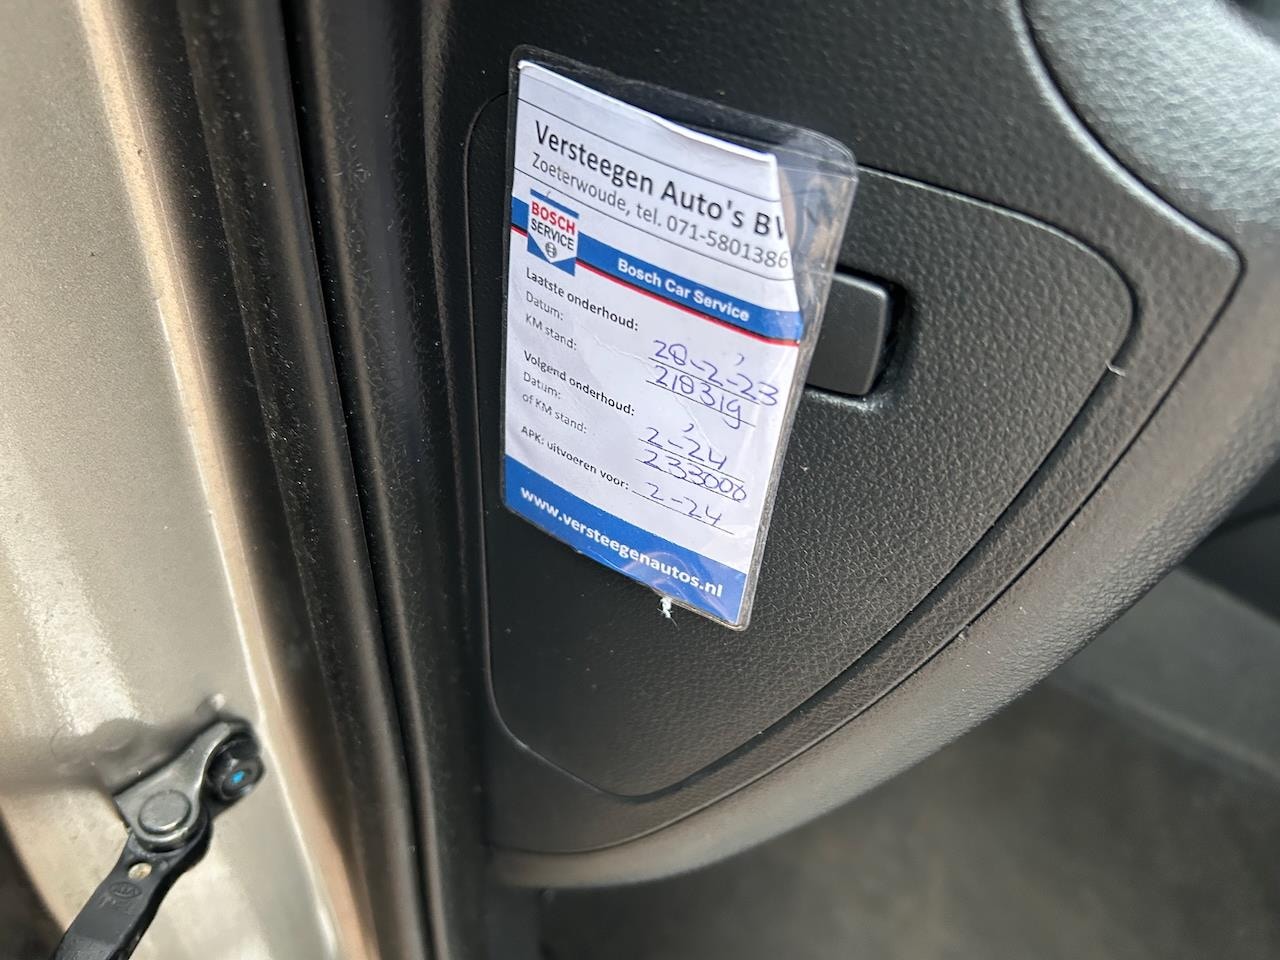 Versteegen Auto's BV
Zoeterwoude, tel. 071-5801386
BOSCH
SERVICE
Bosch Car Service
Laatste onderhoud:
Datum: 28-2-23
KM stand: 218319
Volgend onderhoud:
Datum: 2-24
of KM stand: 233000
APK: uitvoeren voor: 2-24
www.versteegenautos.nl